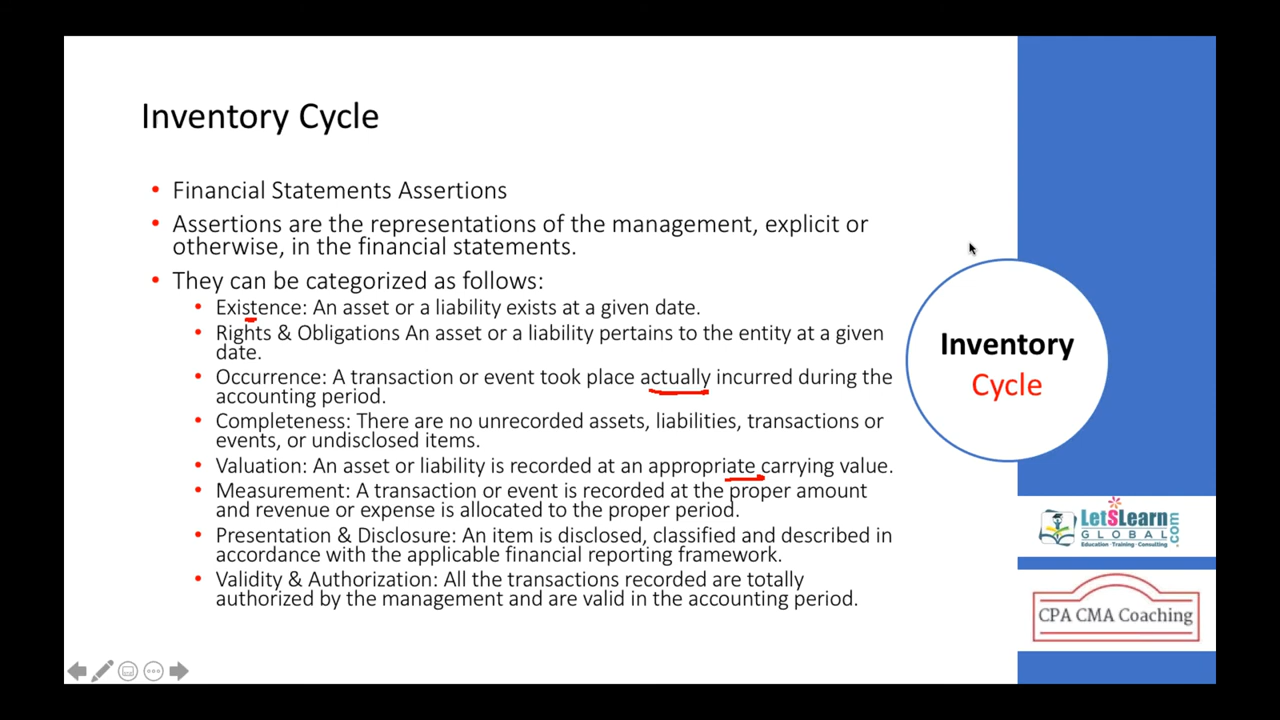 Inventory Cycle
• Financial Statements Assertions
• Assertions are the representations of the management, explicit or
otherwise, in the financial statements.
• They can be categorized as follows:
• Existence: An asset or a liability exists at a given date.
• Rights & Obligations An asset or a liability pertains to the entity at a given
date.
• Occurrence: A transaction or event took place actually incurred during the
accounting period.
• Completeness: There are no unrecorded assets, liabilities, transactions or
events, or undisclosed items.
• Valuation: An asset or liability is recorded at an appropriate carrying value.
• Measurement: A transaction or event is recorded at the proper amount
and revenue or expense is allocated to the proper period.
• Presentation & Disclosure: An item is disclosed, classified and described in
accordance with the applicable financial reporting framework.
• Validity & Authorization: All the transactions recorded are totally
authorized by the management and are valid in the accounting period.
Inventory
Cycle
LetSLearn
GLOBAL.com
Education - Training - Consulting
CPA CMA Coaching